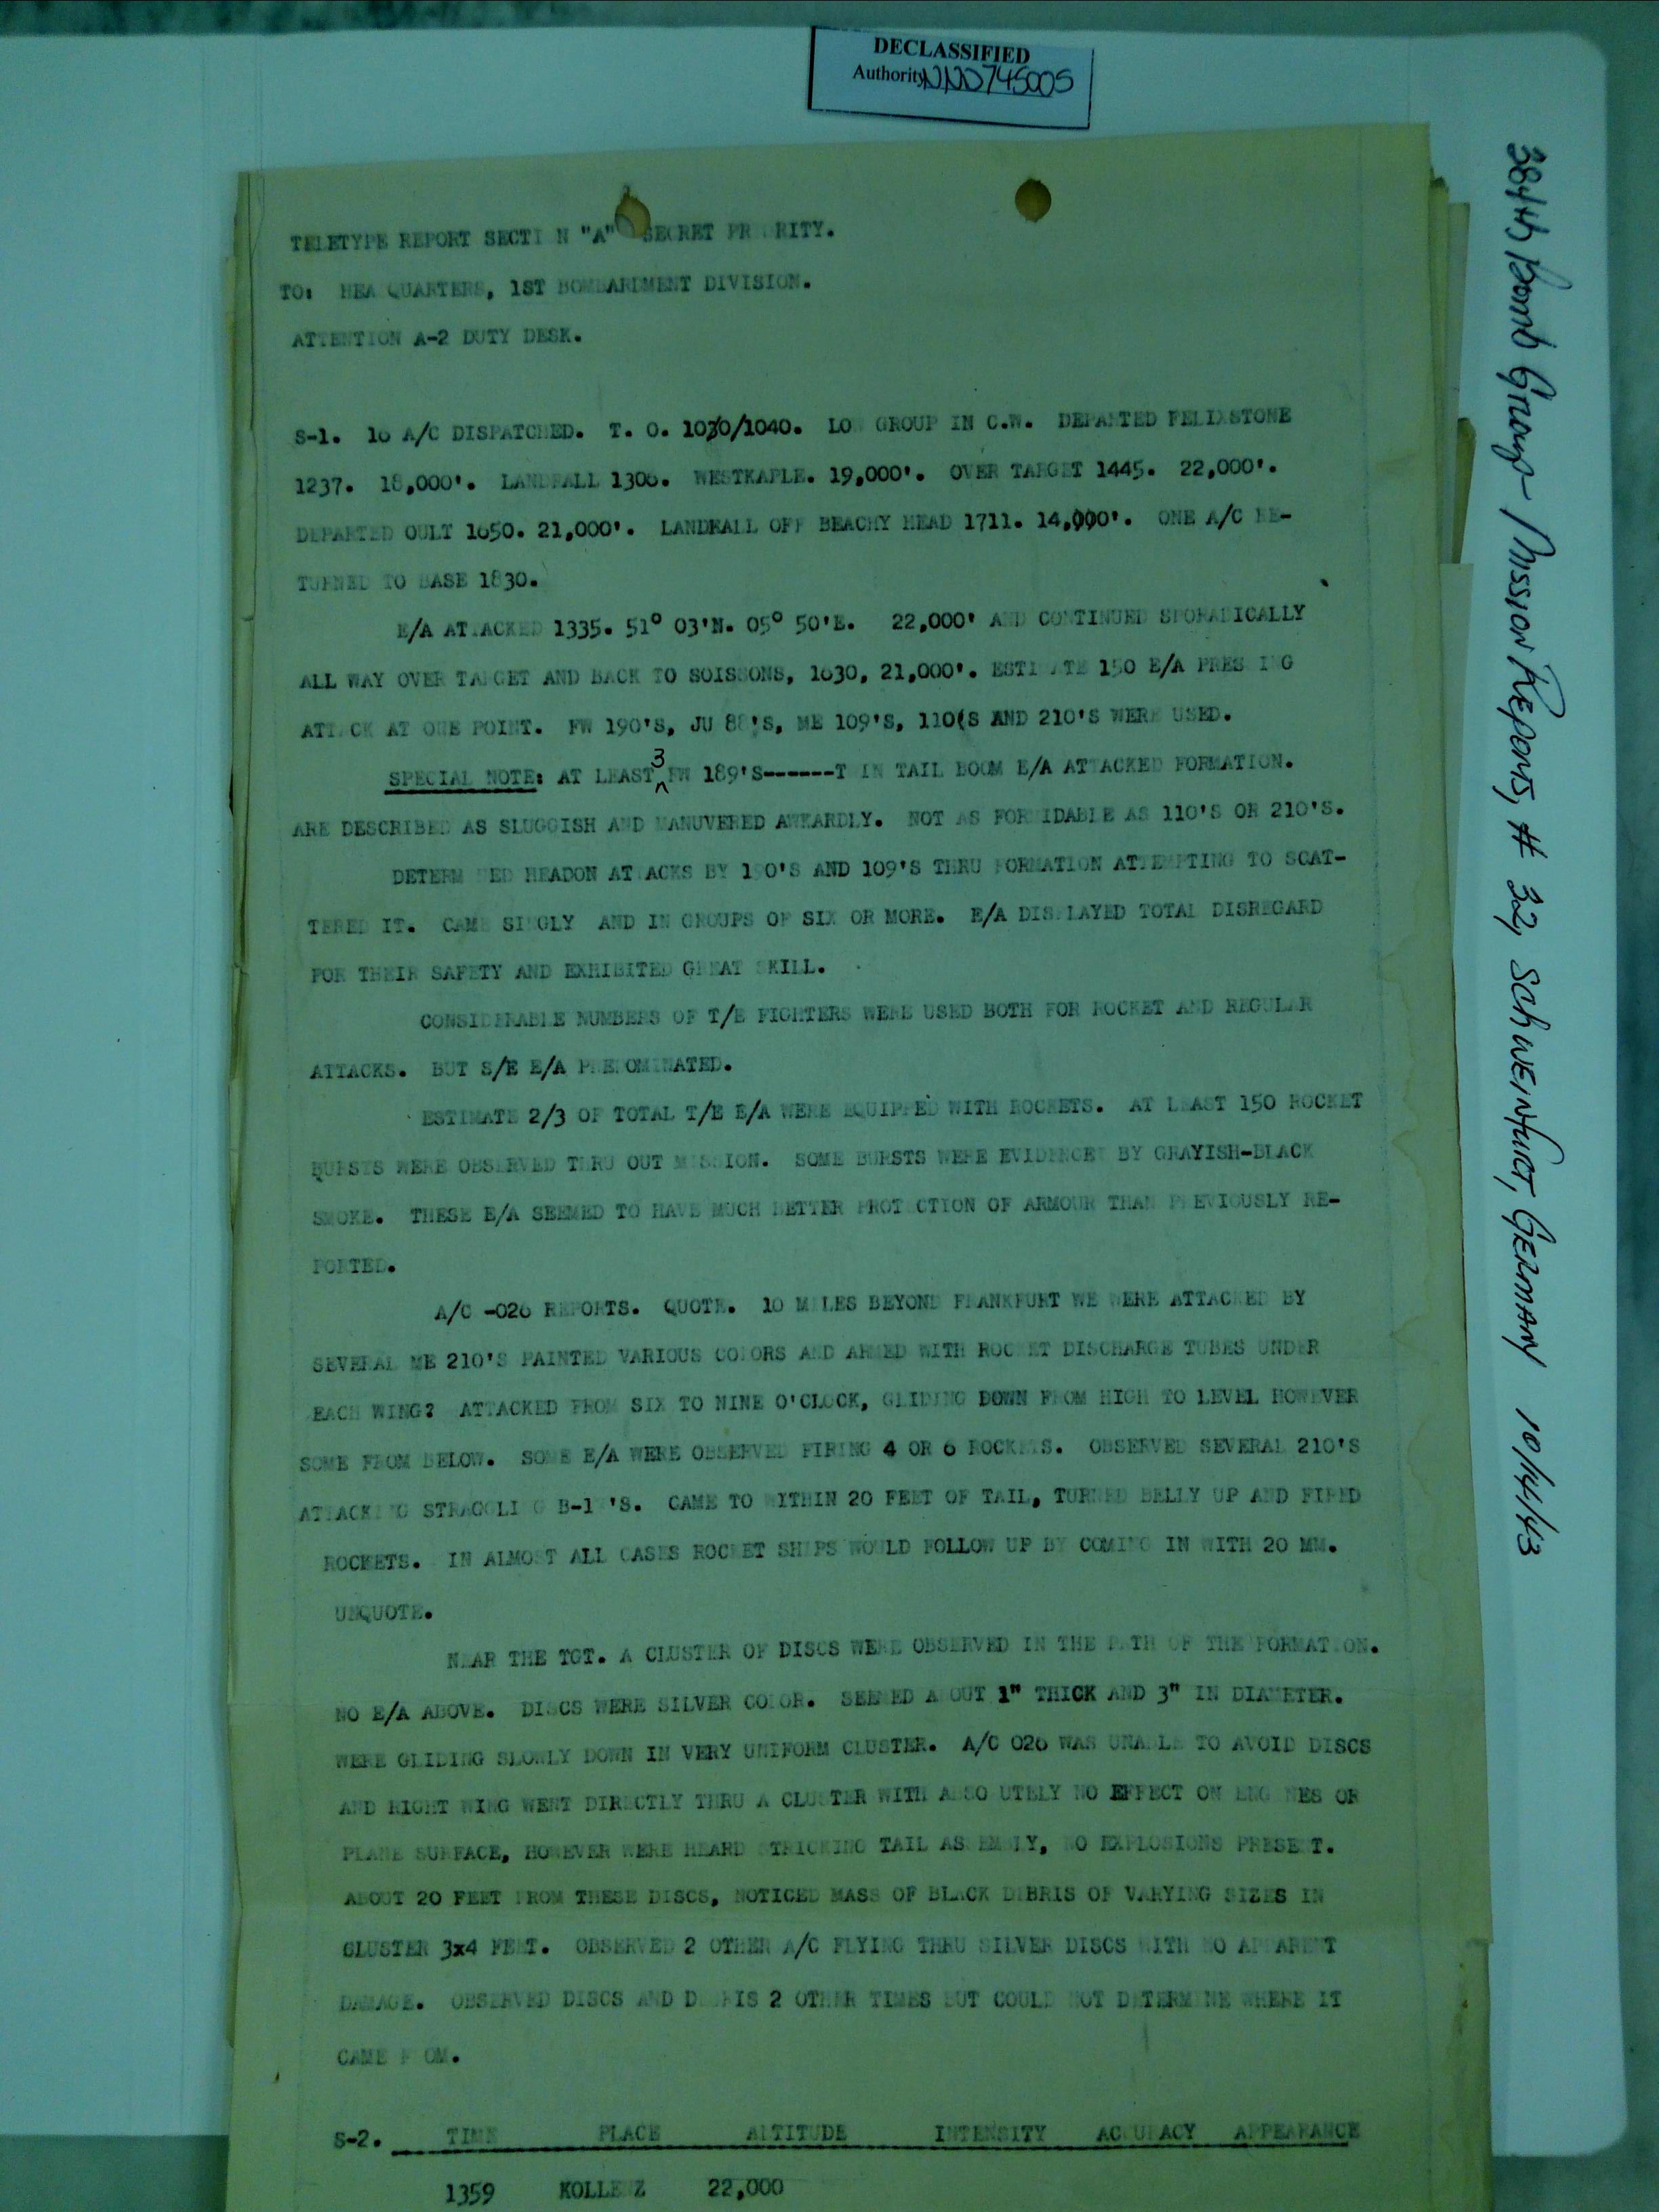 DECLASSIFIED
Authority NND745005
TELETYPE REPORT SECTI N "A" SECRET PR RITY.
TO: HEA QUARTERS, 1ST BOMBARDMENT DIVISION.
ATTENTION A-2 DUTY DESK.
S-1. 16 A/C DISPATCHED. T. O. 1030/1040. LOW GROUP IN C.W. DEPARTED FELIXSTONE
1237. 18,000'. LANDFALL 1306. WESTKAPLE. 19,000'. OVER TARGET 1445. 22,000'.
DEPARTED OULT 1650. 21,000'. LANDFALL OFF BEACHY HEAD 1711. 14,000'. ONE A/C RE-
TURNED TO BASE 1830.
E/A ATTACKED 1335. 51° 03'N. 05° 50'E. 22,000' AND CONTINUED SPORADICALLY
ALL WAY OVER TARGET AND BACK TO SOISSONS, 1630, 21,000'. ESTIMATE 150 E/A PRESSING
ATTACK AT ONE POINT. FW 190'S, JU 88'S, ME 109'S, 110(S AND 210'S WERE USED.
SPECIAL NOTE: AT LEAST 3 FW 189'S------T IN TAIL BOOM E/A ATTACKED FORMATION.
ARE DESCRIBED AS SLUGGISH AND MANUVERED AWKARDLY. NOT AS FORMIDABLE AS 110'S OR 210'S.
DETERMINED HEADON ATTACKS BY 190'S AND 109'S THRU FORMATION ATTEMPTING TO SCAT-
TERED IT. CAME SINGLY AND IN GROUPS OF SIX OR MORE. E/A DISPLAYED TOTAL DISREGARD
FOR THEIR SAFETY AND EXHIBITED GREAT SKILL.
CONSIDERABLE NUMBERS OF T/E FIGHTERS WERE USED BOTH FOR ROCKET AND REGULAR
ATTACKS. BUT S/E E/A PREDOMINATED.
ESTIMATE 2/3 OF TOTAL T/E E/A WERE EQUIPPED WITH ROCKETS. AT LEAST 150 ROCKET
BURSTS WERE OBSERVED THRU OUT MISSION. SOME BURSTS WERE EVIDENCED BY GRAYISH-BLACK
SMOKE. THESE E/A SEEMED TO HAVE MUCH BETTER PROTECTION OF ARMOUR THAN PREVIOUSLY RE-
PORTED.
A/C -026 REPORTS. QUOTE. 10 MILES BEYOND FRANKFURT WE WERE ATTACKED BY
SEVERAL ME 210'S PAINTED VARIOUS COLORS AND ARMED WITH ROCKET DISCHARGE TUBES UNDER
EACH WING? ATTACKED FROM SIX TO NINE O'CLOCK, GLIDING DOWN FROM HIGH TO LEVEL HOWEVER
SOME FROM BELOW. SOME E/A WERE OBSERVED FIRING 4 OR 6 ROCKETS. OBSERVED SEVERAL 210'S
ATTACKING STRAGGLING B-17'S. CAME TO WITHIN 20 FEET OF TAIL, TURNED BELLY UP AND FIRED
ROCKETS. IN ALMOST ALL CASES ROCKET SHIPS WOULD FOLLOW UP BY COMING IN WITH 20 MM.
UNQUOTE.
NEAR THE TGT. A CLUSTER OF DISCS WERE OBSERVED IN THE PATH OF THE FORMATION.
NO E/A ABOVE. DISCS WERE SILVER COLOR. SEEMED ABOUT 1" THICK AND 3" IN DIAMETER.
WERE GLIDING SLOWLY DOWN IN VERY UNIFORM CLUSTER. A/C 026 WAS UNABLE TO AVOID DISCS
AND RIGHT WING WENT DIRECTLY THRU A CLUSTER WITH ABSOLUTELY NO EFFECT ON ENGINES OR
PLANE SURFACE, HOWEVER WERE HEARD STRICKING TAIL ASSEMBLY, NO EXPLOSIONS PRESENT.
ABOUT 20 FEET FROM THESE DISCS, NOTICED MASS OF BLACK DEBRIS OF VARYING SIZES IN
CLUSTER 3x4 FEET. OBSERVED 2 OTHER A/C FLYING THRU SILVER DISCS WITH NO APPARENT
DAMAGE. OBSERVED DISCS AND DEBRIS 2 OTHER TIMES BUT COULD NOT DETERMINE WHERE IT
CAME FROM.
S-2. TIME PLACE ALTITUDE INTENSITY ACCURACY APPEARANCE
1359 KOLLENZ 22,000
384th Bomb Group - Mission Reports, # 32, Schweinfurt, Germany 10/14/43